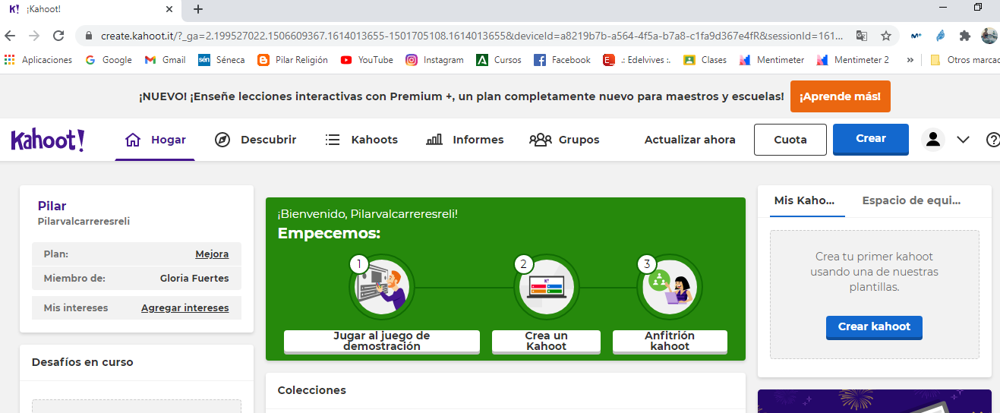 K! ¡Kahoot!
create.kahoot.it/?_ga=2.199527022.1506609367.1614013655-1501705108.1614013655&deviceId=a8219b7b-a564-4f5a-b7a8-c1fa9d367e4fR&sessionId=161...
Aplicaciones Google Gmail Séneca Pilar Religión YouTube Instagram Cursos Facebook .: Edelvives :. Clases Mentimeter Mentimeter 2 » Otros marcad
¡NUEVO! ¡Enseñe lecciones interactivas con Premium +, un plan completamente nuevo para maestros y escuelas! ¡Aprende más!
Kahoot! Hogar Descubrir Kahoots Informes Grupos Actualizar ahora Cuota Crear
Pilar
Pilarvalcarreresreli
Plan: Mejora
Miembro de: Gloria Fuertes
Mis intereses Agregar intereses
Desafíos en curso
¡Bienvenido, Pilarvalcarreresreli!
Empecemos:
1 2 3
Jugar al juego de
demostración
Crea un
Kahoot
Anfitrión
kahoot
Colecciones
Mis Kaho... Espacio de equi...
Crea tu primer kahoot
usando una de nuestras
plantillas.
Crear kahoot